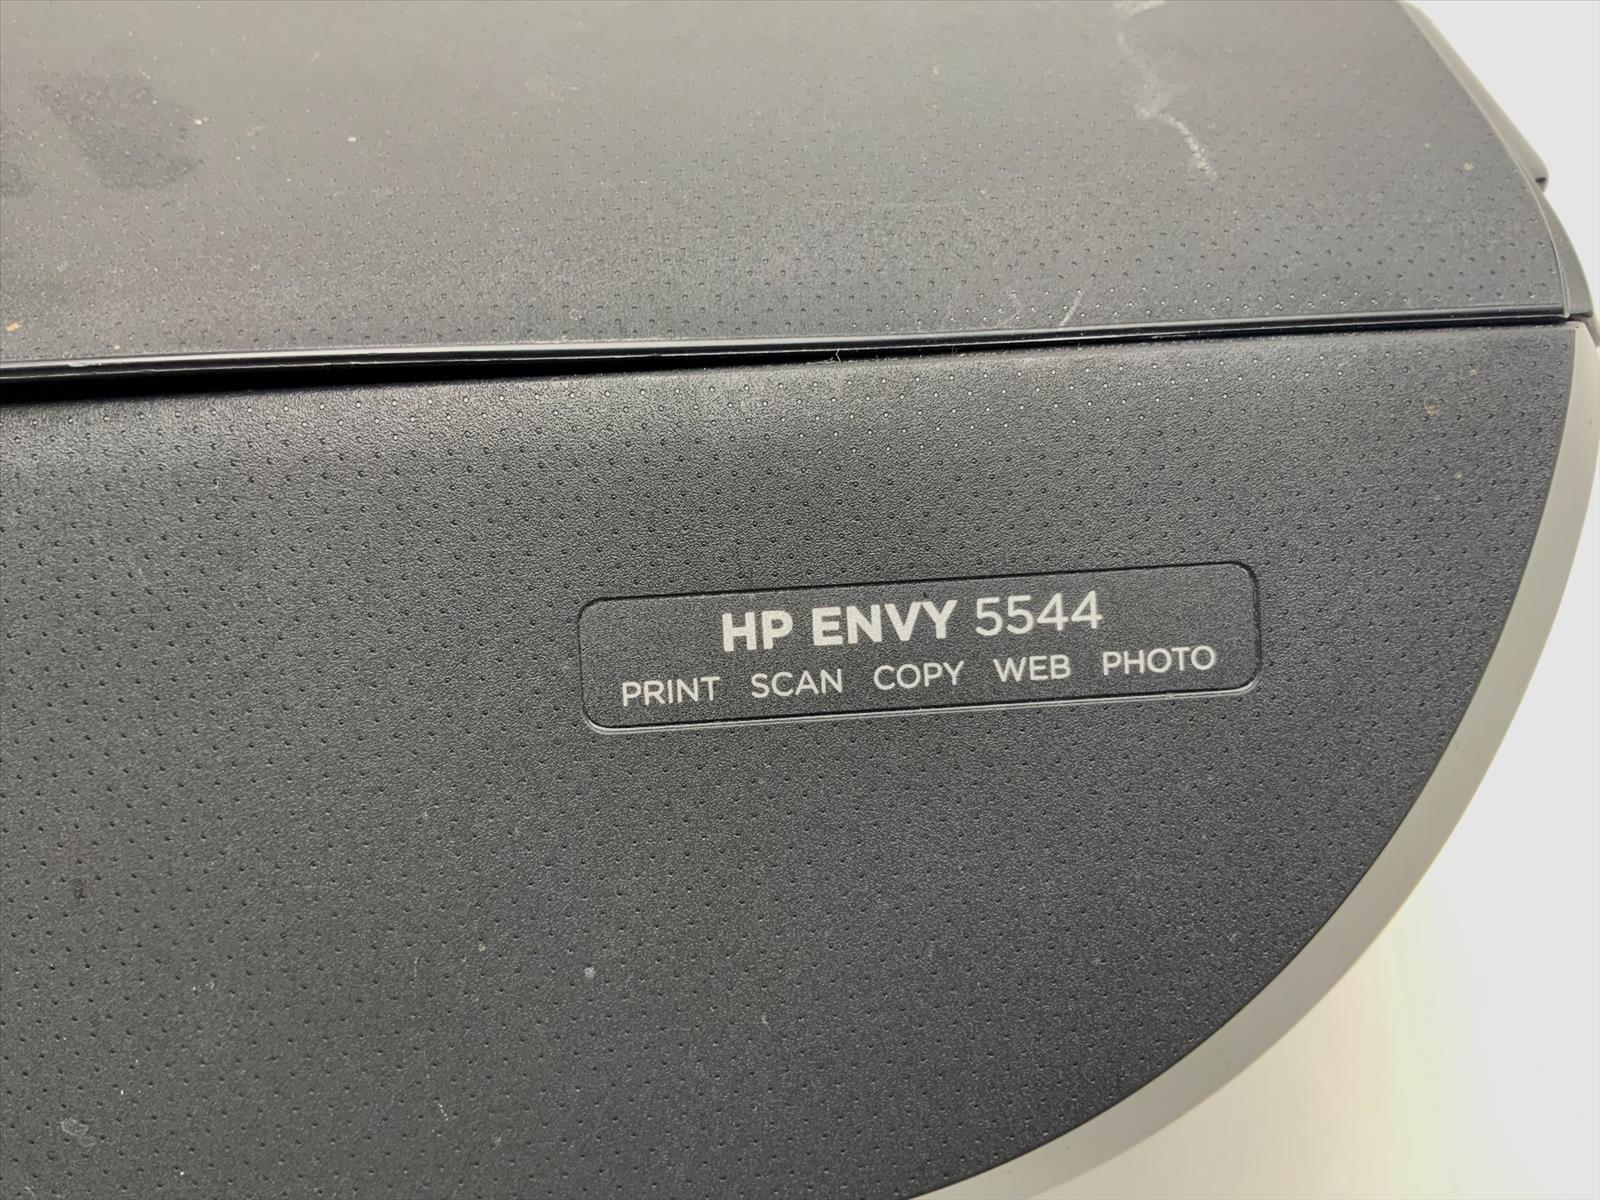 HP ENVY 5544
PRINT SCAN COPY WEB PHOTO